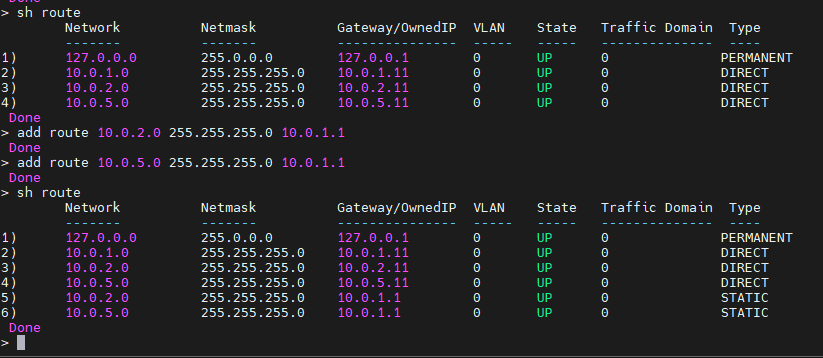 Done
> sh route
Network Netmask Gateway/OwnedIP VLAN State Traffic Domain Type
------- ------- --------------- ---- ----- -------------- ----
1) 127.0.0.0 255.0.0.0 127.0.0.1 0 UP 0 PERMANENT
2) 10.0.1.0 255.255.255.0 10.0.1.11 0 UP 0 DIRECT
3) 10.0.2.0 255.255.255.0 10.0.2.11 0 UP 0 DIRECT
4) 10.0.5.0 255.255.255.0 10.0.5.11 0 UP 0 DIRECT
Done
> add route 10.0.2.0 255.255.255.0 10.0.1.1
Done
> add route 10.0.5.0 255.255.255.0 10.0.1.1
Done
> sh route
Network Netmask Gateway/OwnedIP VLAN State Traffic Domain Type
------- ------- --------------- ---- ----- -------------- ----
1) 127.0.0.0 255.0.0.0 127.0.0.1 0 UP 0 PERMANENT
2) 10.0.1.0 255.255.255.0 10.0.1.11 0 UP 0 DIRECT
3) 10.0.2.0 255.255.255.0 10.0.2.11 0 UP 0 DIRECT
4) 10.0.5.0 255.255.255.0 10.0.5.11 0 UP 0 DIRECT
5) 10.0.2.0 255.255.255.0 10.0.1.1 0 UP 0 STATIC
6) 10.0.5.0 255.255.255.0 10.0.1.1 0 UP 0 STATIC
Done
>